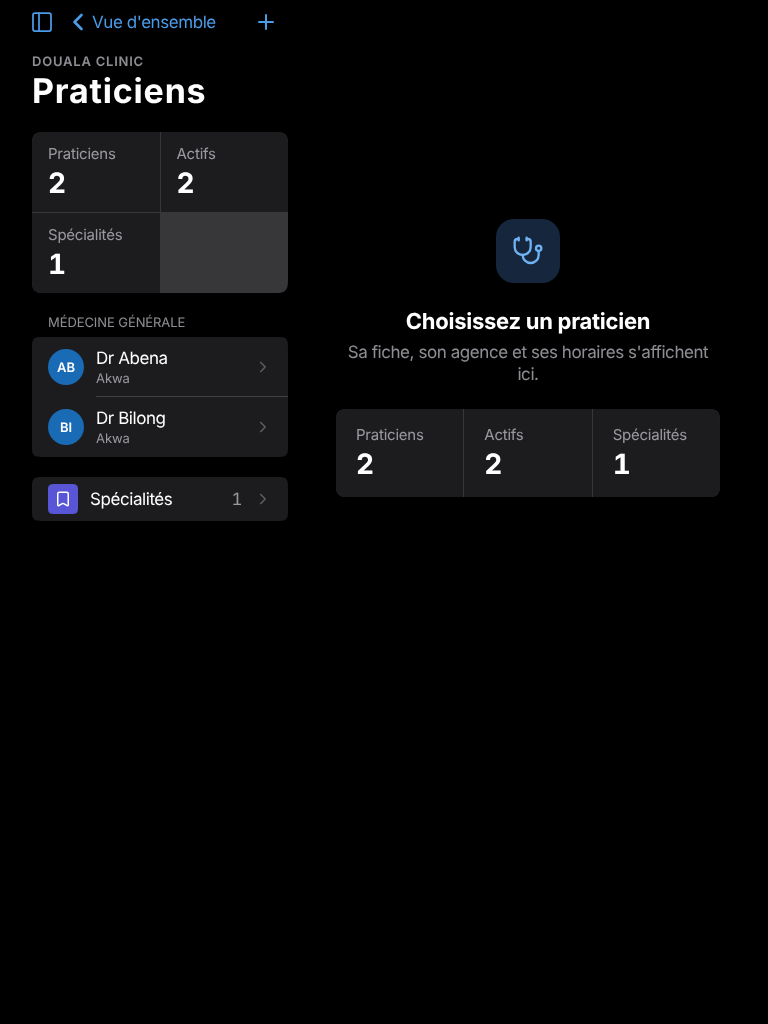 Vue d'ensemble
DOUALA CLINIC
Praticiens
Praticiens
2
Actifs
2
Spécialités
1
MÉDECINE GÉNÉRALE
AB
Dr Abena
Akwa
BI
Dr Bilong
Akwa
Spécialités 1
Choisissez un praticien
Sa fiche, son agence et ses horaires s'affichent
ici.
Praticiens
2
Actifs
2
Spécialités
1